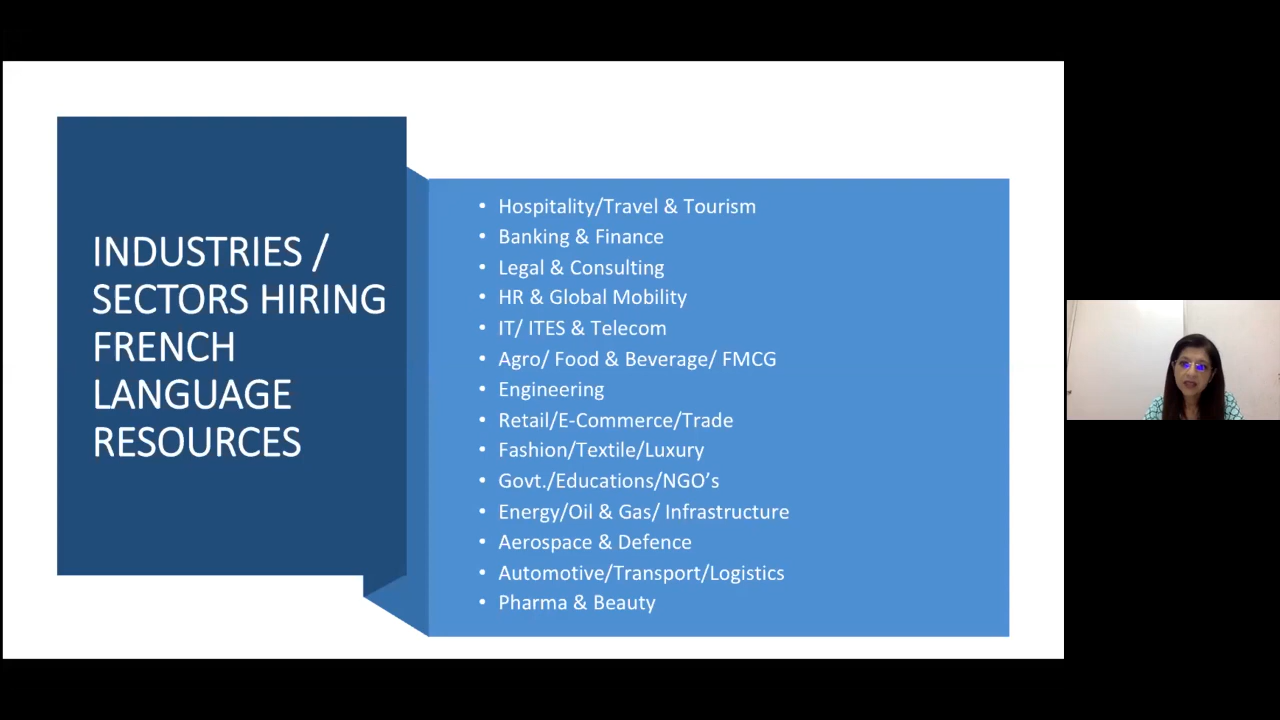 INDUSTRIES /
SECTORS HIRING
FRENCH
LANGUAGE
RESOURCES
• Hospitality/Travel & Tourism
• Banking & Finance
• Legal & Consulting
• HR & Global Mobility
• IT/ ITES & Telecom
• Agro/ Food & Beverage/ FMCG
• Engineering
• Retail/E-Commerce/Trade
• Fashion/Textile/Luxury
• Govt./Educations/NGO’s
• Energy/Oil & Gas/ Infrastructure
• Aerospace & Defence
• Automotive/Transport/Logistics
• Pharma & Beauty